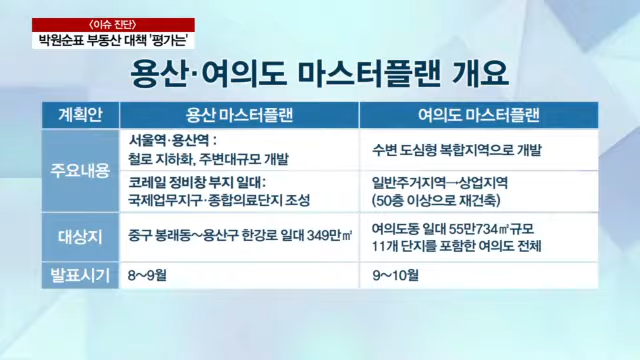 〈이슈 진단〉
박원순표 부동산 대책 '평가는'
용산·여의도 마스터플랜 개요
계획안 용산 마스터플랜 여의도 마스터플랜
주요내용
서울역·용산역 :
철로 지하화, 주변대규모 개발
수변 도심형 복합지역으로 개발
코레일 정비창 부지 일대:
국제업무지구·종합의료단지 조성
일반주거지역→상업지역
(50층 이상으로 재건축)
대상지
중구 봉래동~용산구 한강로 일대 349만㎡
여의도동 일대 55만734㎡규모
11개 단지를 포함한 여의도 전체
발표시기 8~9월 9~10월